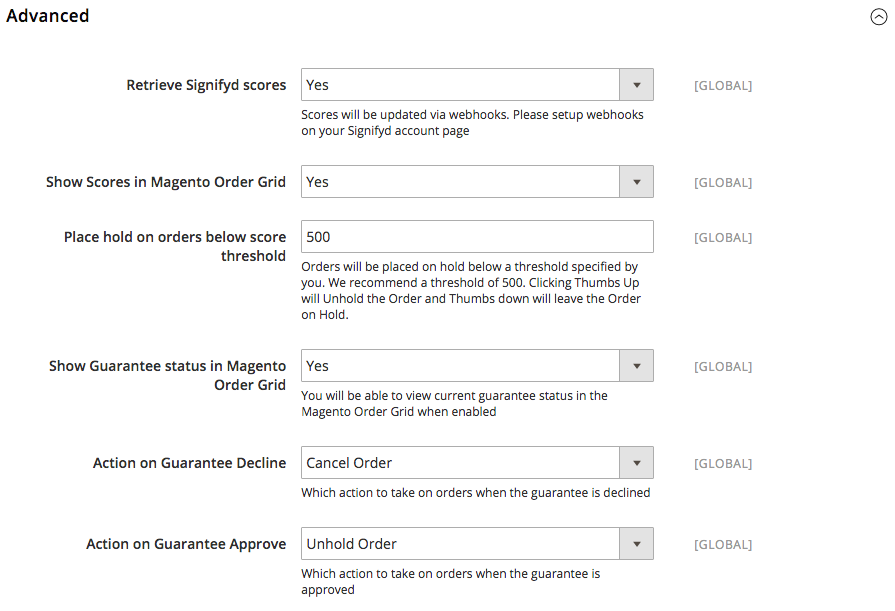 Advanced
Retrieve Signifyd scores
Yes
[GLOBAL]
Scores will be updated via webhooks. Please setup webhooks
on your Signifyd account page
Show Scores in Magento Order Grid
Yes
[GLOBAL]
Place hold on orders below score
threshold
500
[GLOBAL]
Orders will be placed on hold below a threshold specified by
you. We recommend a threshold of 500. Clicking Thumbs Up
will Unhold the Order and Thumbs down will leave the Order
on Hold.
Show Guarantee status in Magento
Order Grid
Yes
[GLOBAL]
You will be able to view current guarantee status in the
Magento Order Grid when enabled
Action on Guarantee Decline
Cancel Order
[GLOBAL]
Which action to take on orders when the guarantee is declined
Action on Guarantee Approve
Unhold Order
[GLOBAL]
Which action to take on orders when the guarantee is
approved